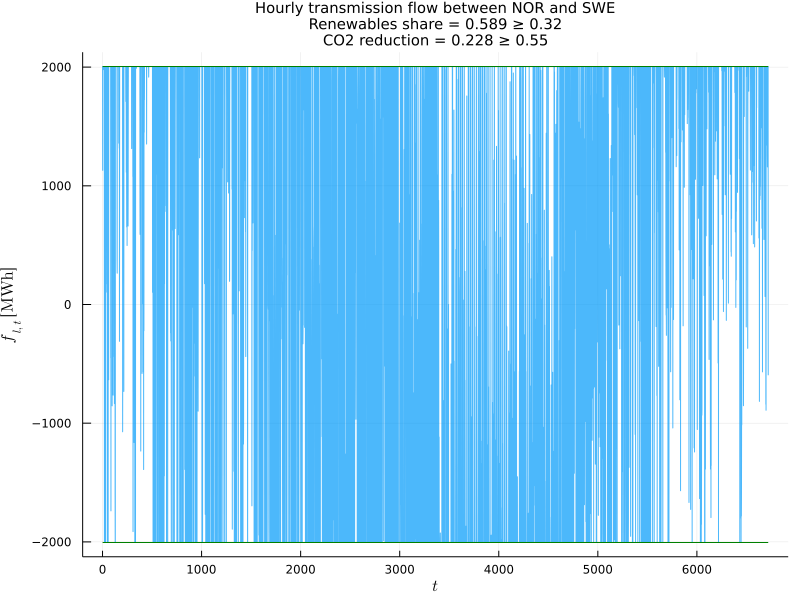 Hourly transmission flow between NOR and SWE
Renewables share = 0.589 ≥ 0.32
CO2 reduction = 0.228 ≥ 0.55
2000
1000
0
−1000
−2000
f_{l,t} [MWh]
0 1000 2000 3000 4000 5000 6000
t